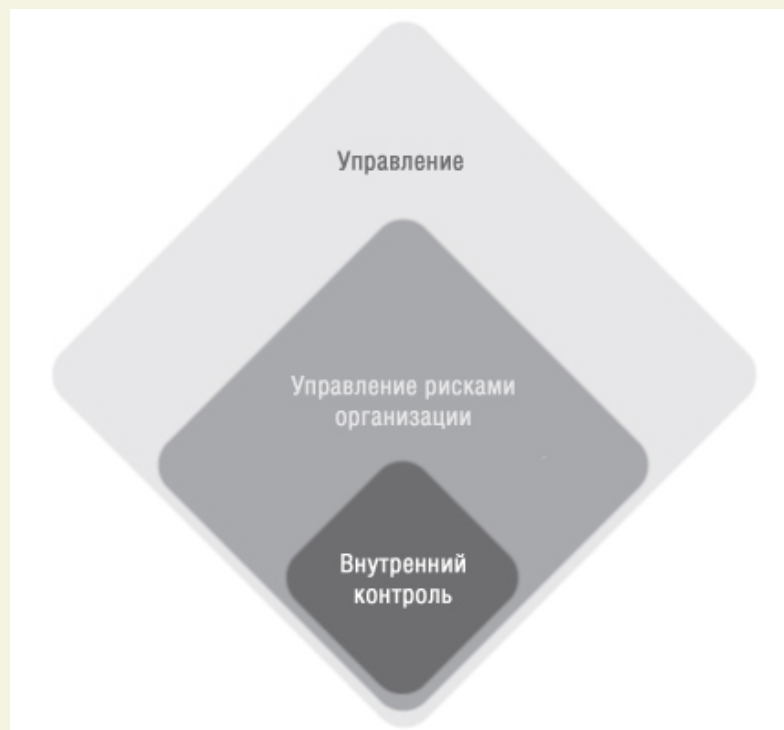 Управление
Управление рисками
организации
Внутренний
контроль